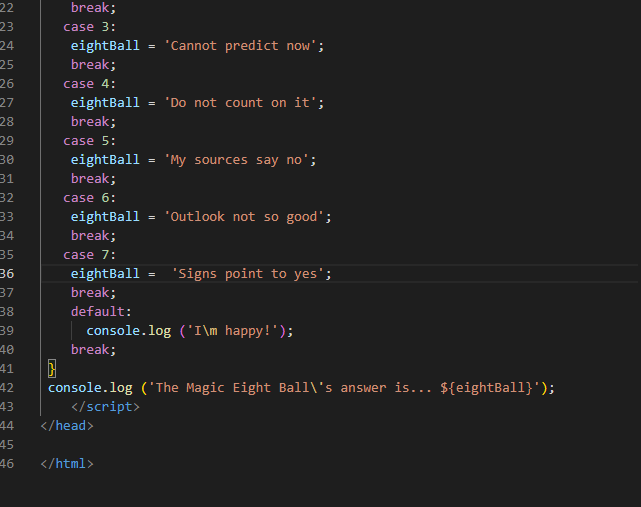 22 break;
23 case 3:
24 eightBall = 'Cannot predict now';
25 break;
26 case 4:
27 eightBall = 'Do not count on it';
28 break;
29 case 5:
30 eightBall = 'My sources say no';
31 break;
32 case 6:
33 eightBall = 'Outlook not so good';
34 break;
35 case 7:
36 eightBall =  'Signs point to yes';
37 break;
38 default:
39 console.log ('I\m happy!');
40 break;
41 }
42 console.log ('The Magic Eight Ball\'s answer is... ${eightBall}');
43 </script>
44 </head>
45
46 </html>